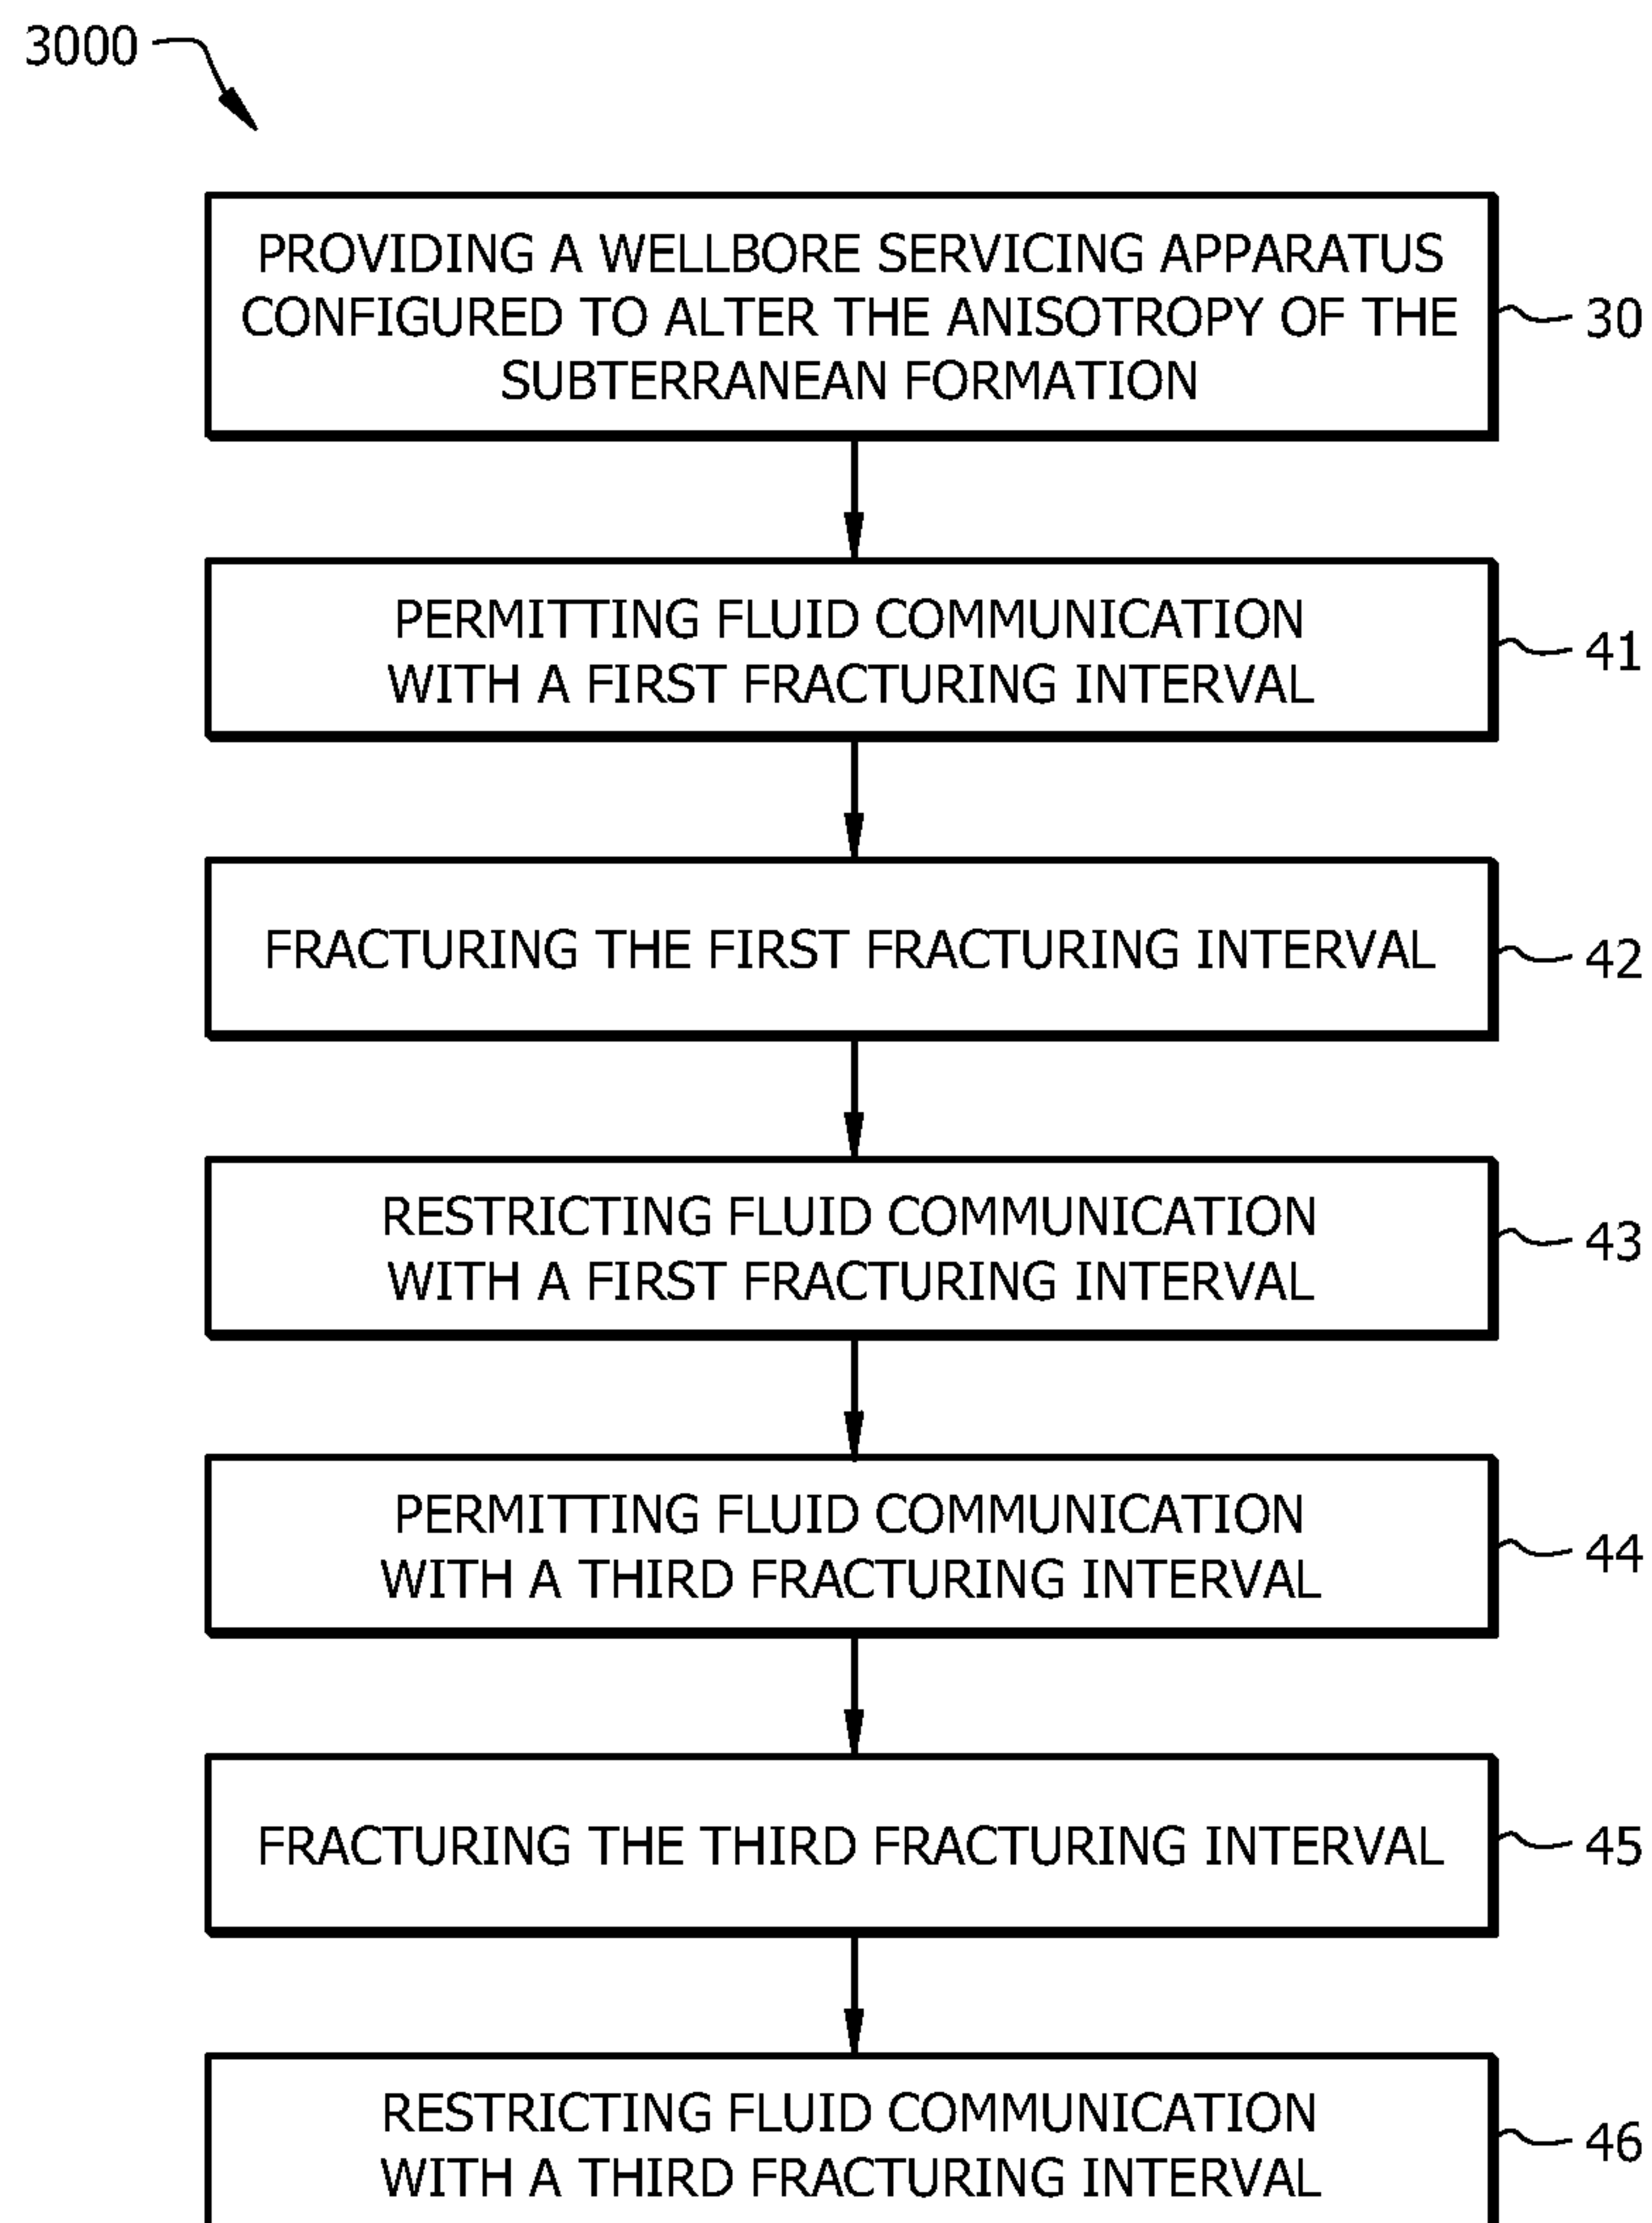 3000
PROVIDING A WELLBORE SERVICING APPARATUS
CONFIGURED TO ALTER THE ANISOTROPY OF THE
SUBTERRANEAN FORMATION
30
PERMITTING FLUID COMMUNICATION
WITH A FIRST FRACTURING INTERVAL
41
FRACTURING THE FIRST FRACTURING INTERVAL
42
RESTRICTING FLUID COMMUNICATION
WITH A FIRST FRACTURING INTERVAL
43
PERMITTING FLUID COMMUNICATION
WITH A THIRD FRACTURING INTERVAL
44
FRACTURING THE THIRD FRACTURING INTERVAL
45
RESTRICTING FLUID COMMUNICATION
WITH A THIRD FRACTURING INTERVAL
46